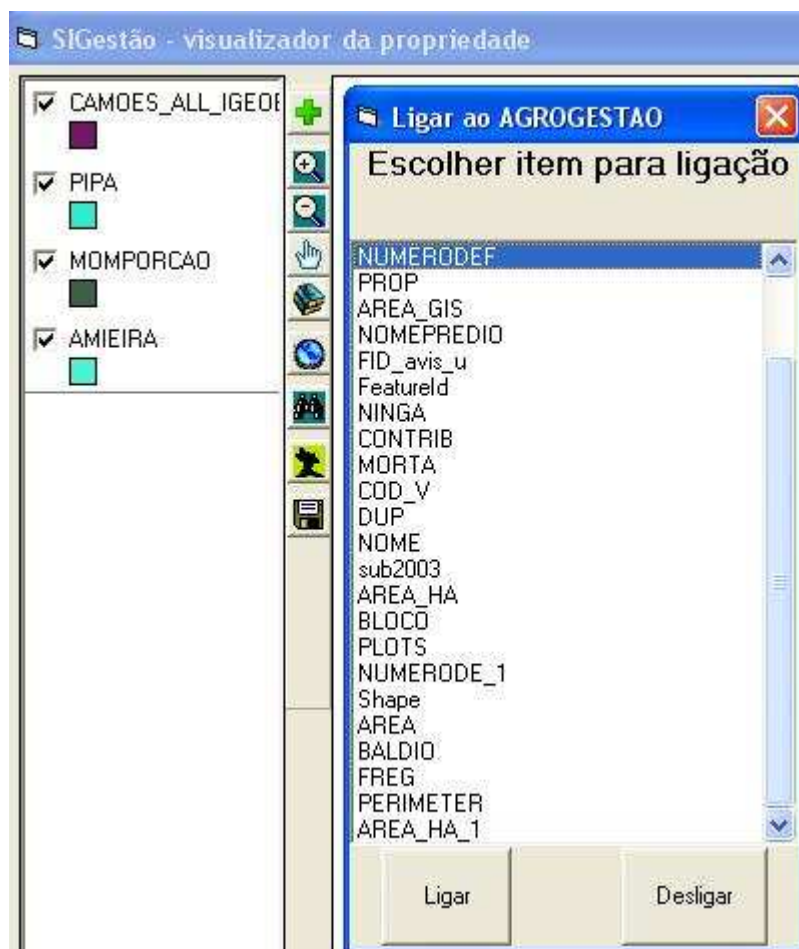 SIGestão - visualizador da propriedade
CAMOES_ALL_IGEOE
PIPA
MOMPORCAO
AMIEIRA
Ligar ao AGROGESTAO
Escolher item para ligação
NUMERODEF
PROP
AREA_GIS
NOMEPREDIO
FID_avis_u
FeatureId
NINGA
CONTRIB
MORTA
COD_V
DUP
NOME
sub2003
AREA_HA
BLOCO
PLOTS
NUMERODE_1
Shape
AREA
BALDIO
FREG
PERIMETER
AREA_HA_1
Ligar
Desligar